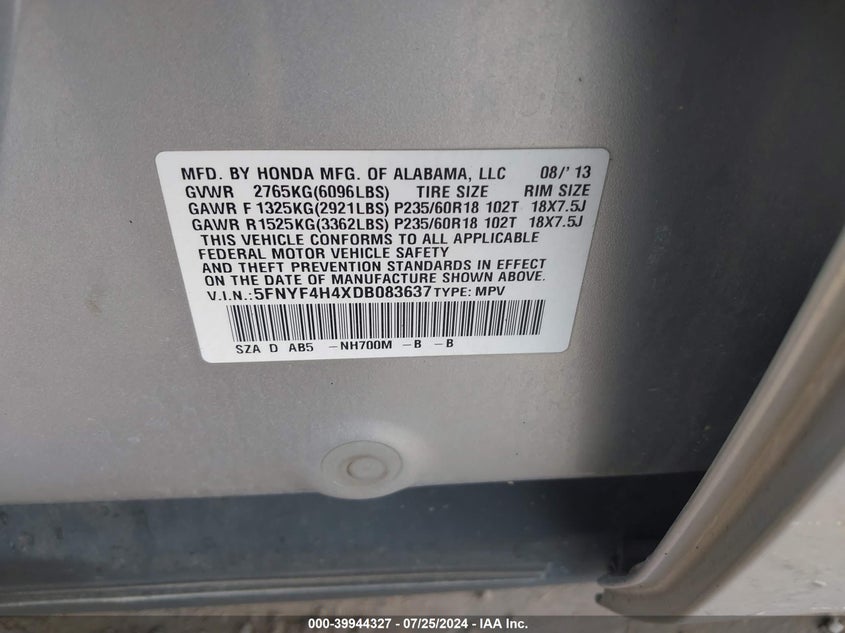 MFD. BY HONDA MFG. OF ALABAMA, LLC 08/'13
GVWR 2765KG(6096LBS) TIRE SIZE RIM SIZE
GAWR F 1325KG(2921LBS) P235/60R18 102T 18X7.5J
GAWR R 1525KG(3362LBS) P235/60R18 102T 18X7.5J
THIS VEHICLE CONFORMS TO ALL APPLICABLE
FEDERAL MOTOR VEHICLE SAFETY
AND THEFT PREVENTION STANDARDS IN EFFECT
ON THE DATE OF MANUFACTURE SHOWN ABOVE.
V.I.N.: 5FNYF4H4XDB083637 TYPE: MPV
SZA D AB5 -NH700M -B -B
000-39944327 - 07/25/2024 - IAA Inc.